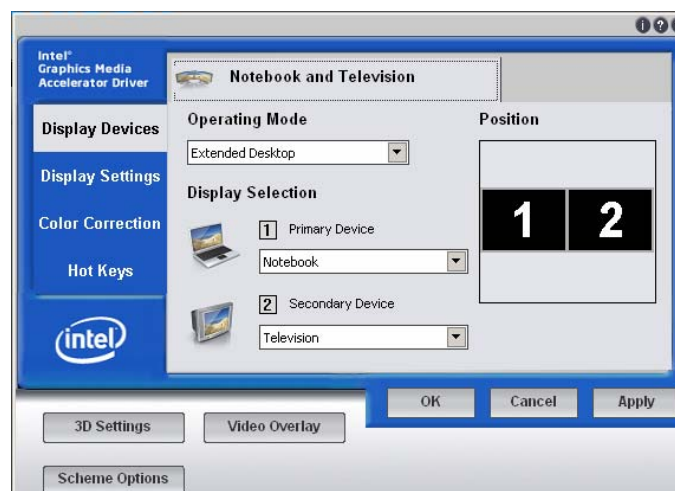 Intel®
Graphics Media
Accelerator Driver
Notebook and Television
Display Devices
Display Settings
Color Correction
Hot Keys
intel
Operating Mode
Extended Desktop
Display Selection
1 Primary Device
Notebook
2 Secondary Device
Television
Position
1 2
OK Cancel Apply
3D Settings Video Overlay
Scheme Options